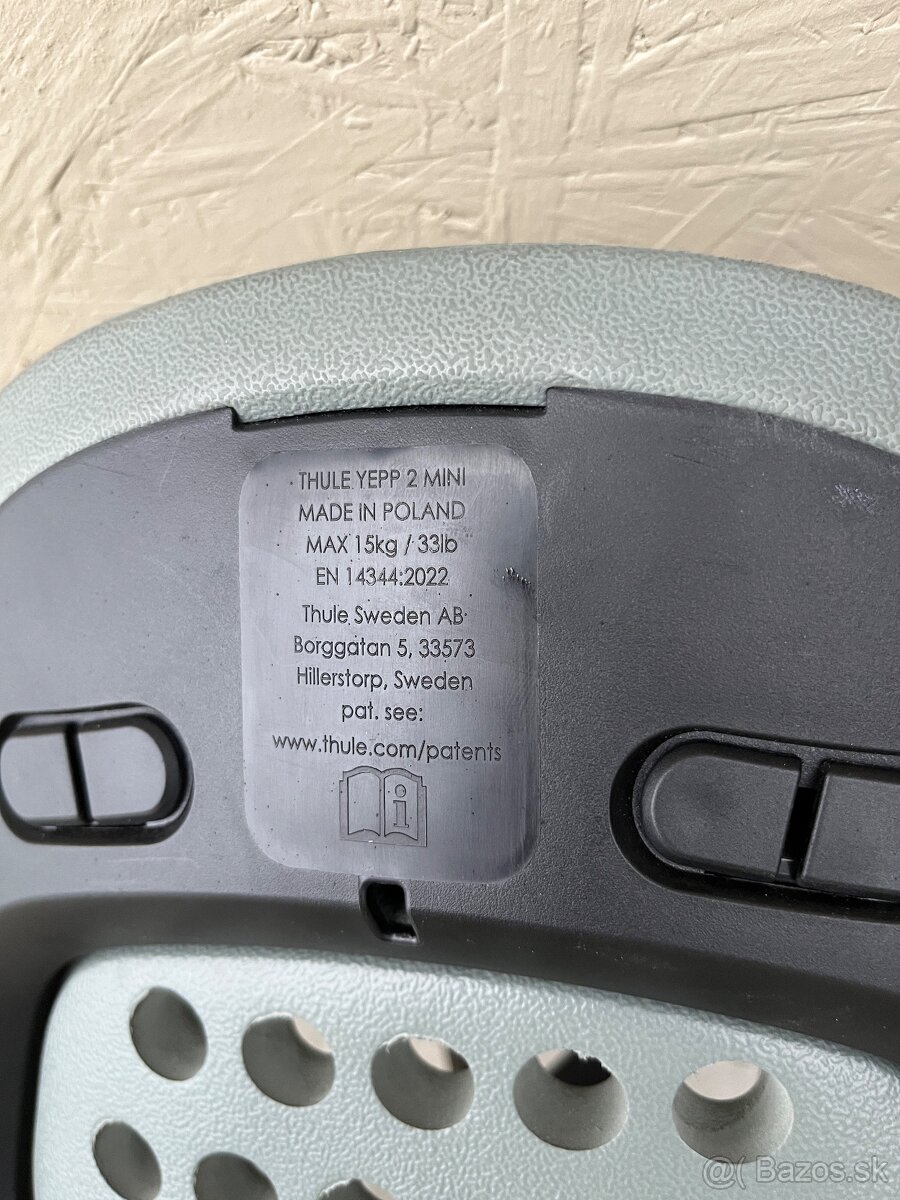 THULE YEPP 2 MINI
MADE IN POLAND
MAX 15kg / 33lb
EN 14344:2022
Thule Sweden AB
Borggatan 5, 33573
Hillerstorp, Sweden
pat. see:
www.thule.com/patents
i
@( Bazos.sk